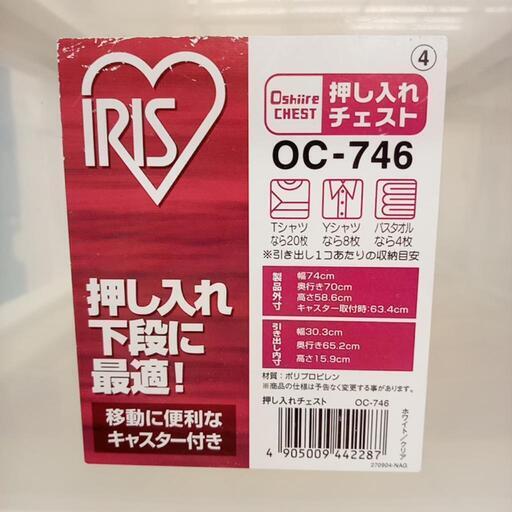 IRIS
押し入れ
下段に
最適!
移動に便利な
キャスター付き
④
Oshiire
CHEST
押し入れ
チェスト
OC-746
Tシャツ
なら20枚
Yシャツ
なら8枚
バスタオル
なら4枚
※引き出し1コあたりの収納目安
製品外寸
幅74cm
奥行き70cm
高さ58.6cm
キャスター取付時:63.4cm
引き出し内寸
幅30.3cm
奥行き65.2cm
高さ15.9cm
材質:ポリプロピレン
※商品の仕様は予告なく変更する事があります。
押し入れチェスト OC-746
ホワイト/クリア
4 905009 442287
270904-NAG